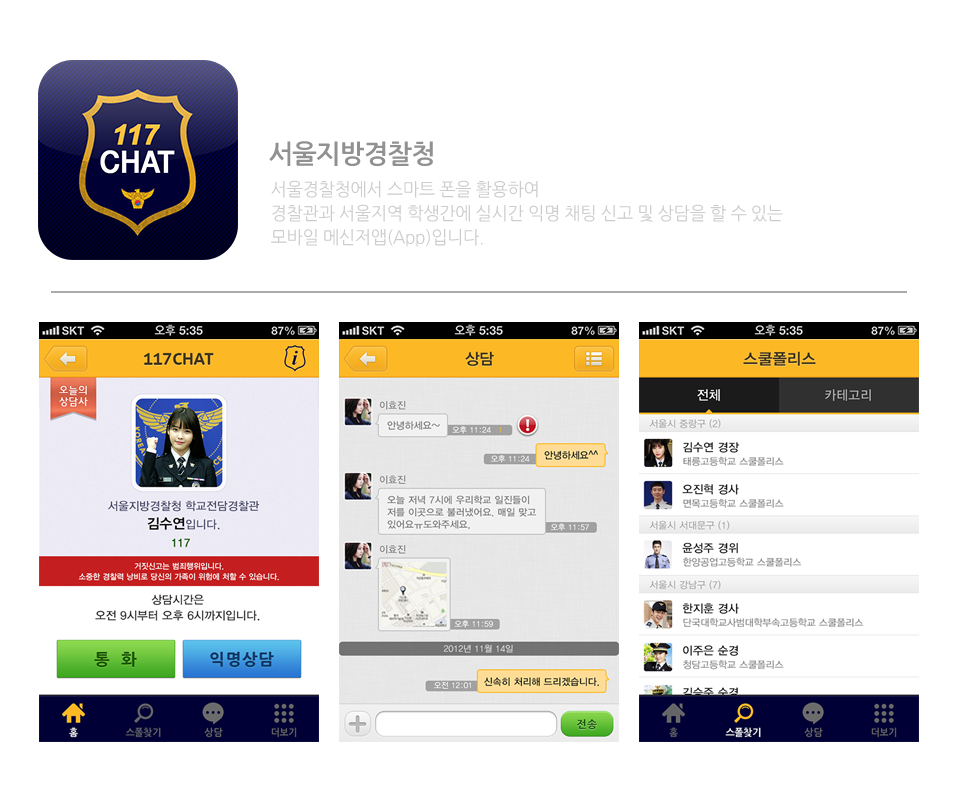 117
CHAT
서울지방경찰청
서울경찰청에서 스마트 폰을 활용하여
경찰관과 서울지역 학생간에 실시간 익명 채팅 신고 및 상담을 할 수 있는
모바일 메신저앱(App)입니다.
SKT 오후 5:35 87%
117CHAT
오늘의
상담사
서울지방경찰청 학교전담경찰관
김수연입니다.
117
거짓신고는 범죄행위입니다.
소중한 경찰력 낭비로 당신의 가족이 위험에 처할 수 있습니다.
상담시간은
오전 9시부터 오후 6시까지입니다.
통 화 익명상담
홈 스폴찾기 상담 더보기
SKT 오후 5:35 87%
상담
이효진
안녕하세요~
오후 11:24
오후 11:24 안녕하세요^^
이효진
오늘 저녁 7시에 우리학교 일진들이
저를 이곳으로 불러냈어요. 매일 맞고
있어요ㅠ도와주세요.
오후 11:57
이효진
오후 11:59
2012년 11월 14일
오전 12:01 신속히 처리해 드리겠습니다.
전송
SKT 오후 5:35 87%
스쿨폴리스
전체 카테고리
서울시 중랑구 (2)
김수연 경장
태릉고등학교 스쿨폴리스
오진혁 경사
면목고등학교 스쿨폴리스
서울시 서대문구 (1)
윤성주 경위
한양공업고등학교 스쿨폴리스
서울시 강남구 (7)
한지훈 경사
단국대학교사범대학부속고등학교 스쿨폴리스
이주은 순경
청담고등학교 스쿨폴리스
김승주 순경
홈 스폴찾기 상담 더보기